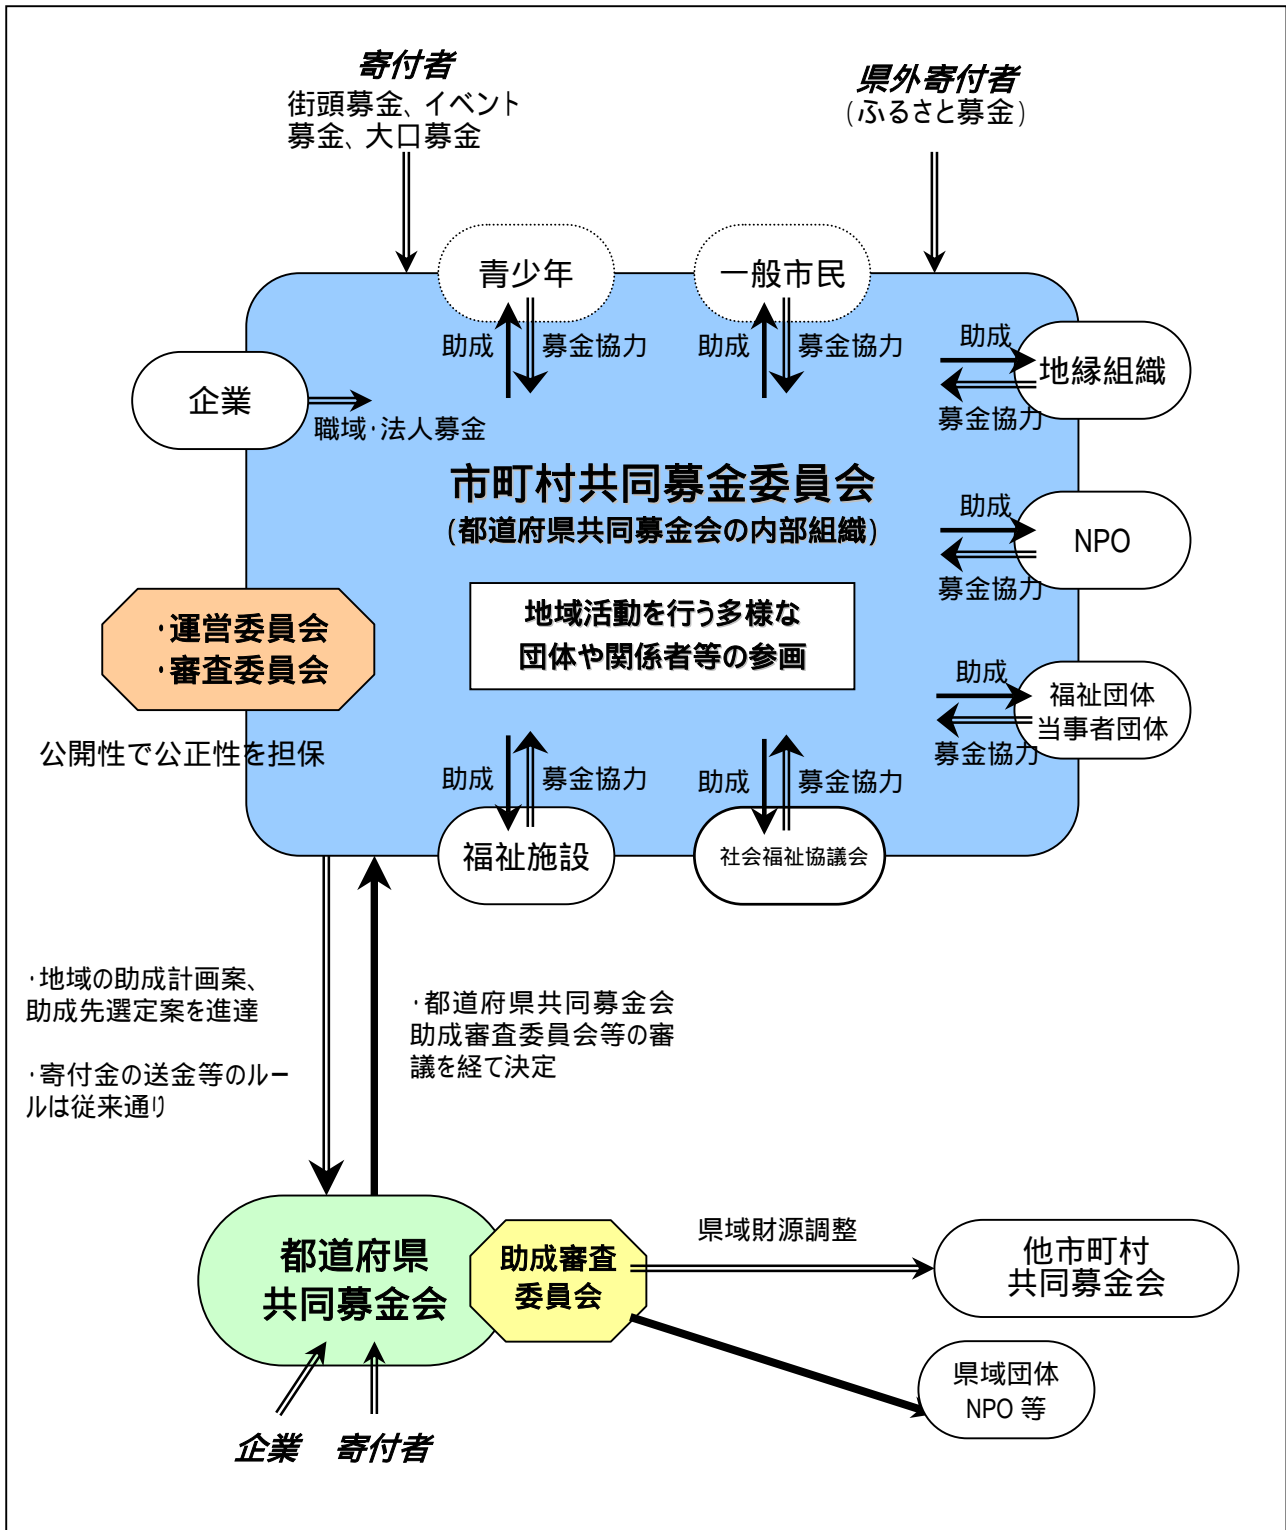 寄付者
街頭募金、イベント
募金、大口募金
県外寄付者
(ふるさと募金)
青少年
一般市民
助成
募金協力
助成
募金協力
助成
地縁組織
募金協力
企業
職域・法人募金
市町村共同募金委員会
(都道府県共同募金会の内部組織)
助成
NPO
募金協力
・運営委員会
・審査委員会
地域活動を行う多様な
団体や関係者等の参画
助成
福祉団体
当事者団体
募金協力
公開性で公正性を担保
助成
募金協力
助成
募金協力
福祉施設
社会福祉協議会
・地域の助成計画案、
助成先選定案を進達
・寄付金の送金等のルー
ルは従来通り
・都道府県共同募金会
助成審査委員会等の審
議を経て決定
都道府県
共同募金会
助成審査
委員会
県域財源調整
他市町村
共同募金会
県域団体
NPO 等
企業
寄付者